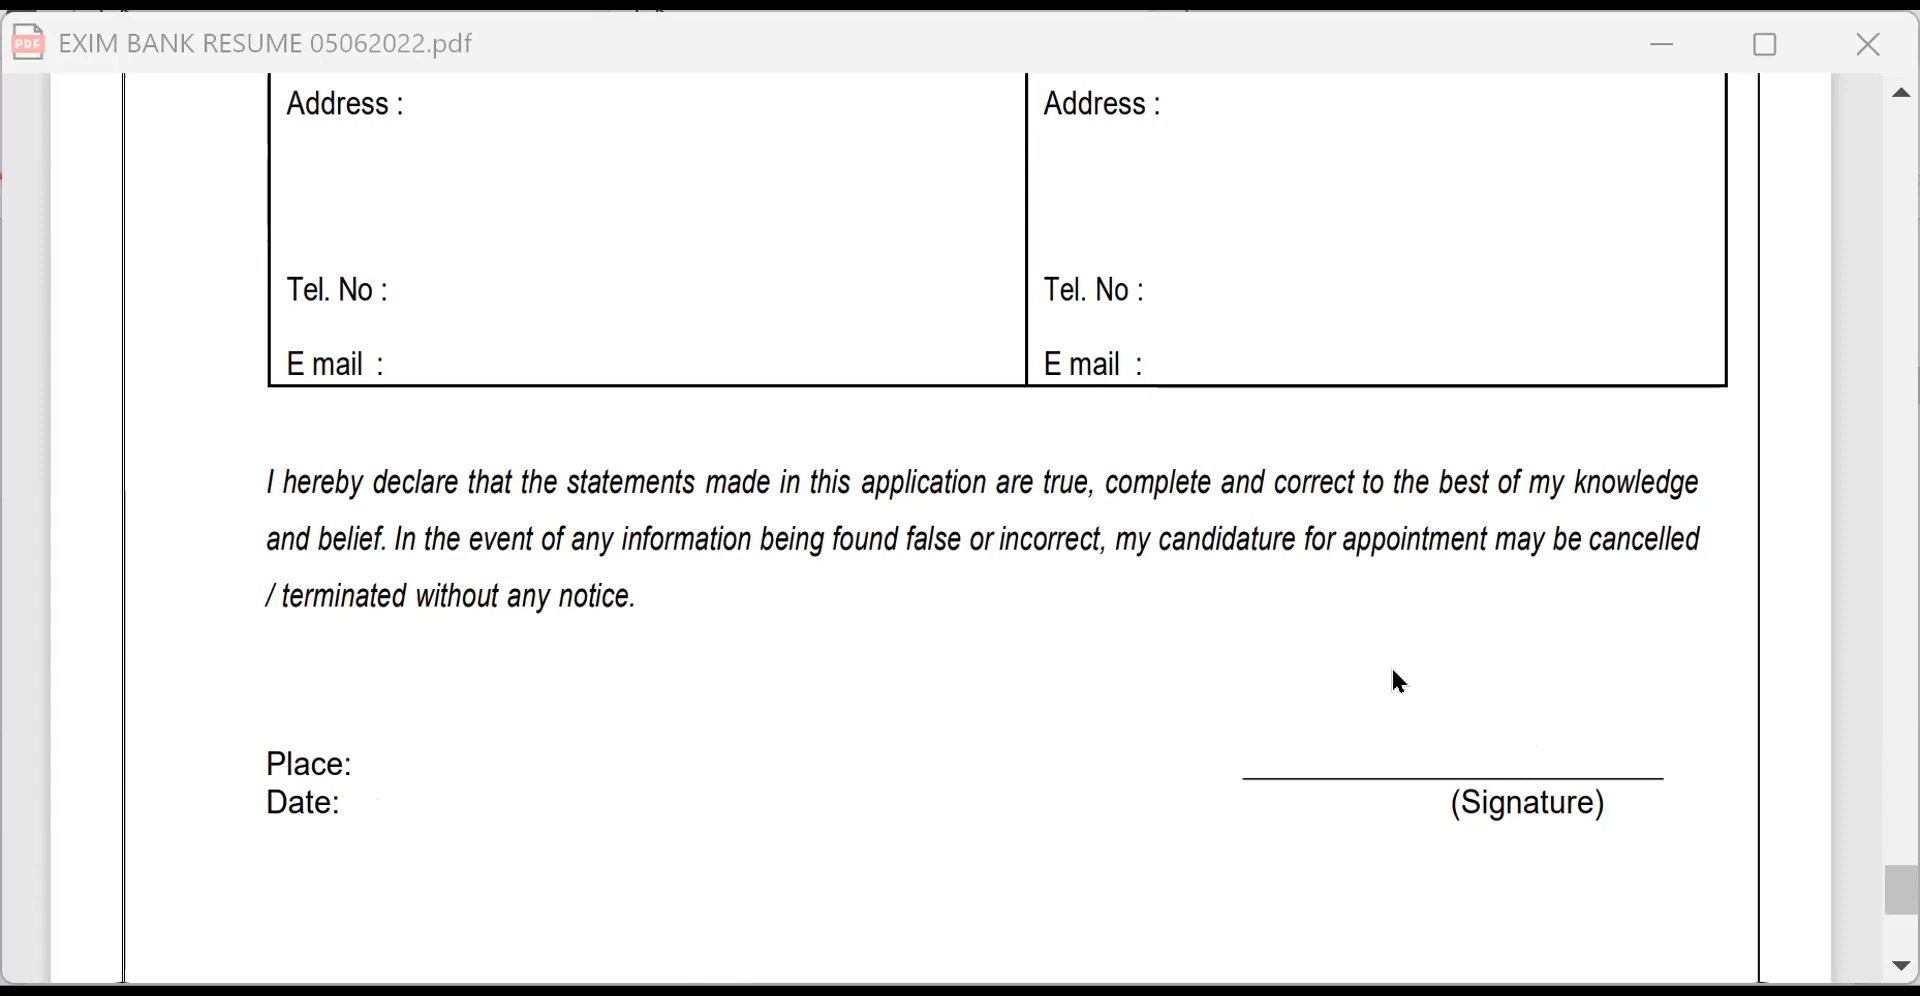 PDF EXIM BANK RESUME 05062022.pdf
Address : Address :
Tel. No : Tel. No :
E mail : E mail :
I hereby declare that the statements made in this application are true, complete and correct to the best of my knowledge
and belief. In the event of any information being found false or incorrect, my candidature for appointment may be cancelled
/ terminated without any notice.
Place:
Date: (Signature)